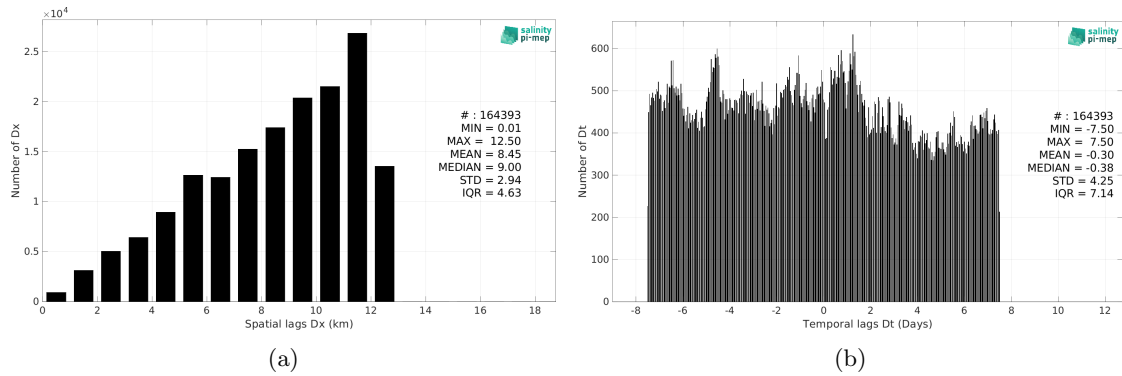 ×10⁴
2.5
2
1.5
1
0.5
0
Number of Dx
0 2 4 6 8 10 12 14 16 18
Spatial lags Dx (km)
salinity
pi-mep
# : 164393
MIN = 0.01
MAX = 12.50
MEAN = 8.45
MEDIAN = 9.00
STD = 2.94
IQR = 4.63
(a)
600
500
400
300
200
100
0
Number of Dt
-8 -6 -4 -2 0 2 4 6 8 10 12
Temporal lags Dt (Days)
salinity
pi-mep
# : 164393
MIN = -7.50
MAX = 7.50
MEAN = -0.30
MEDIAN = -0.38
STD = 4.25
IQR = 7.14
(b)